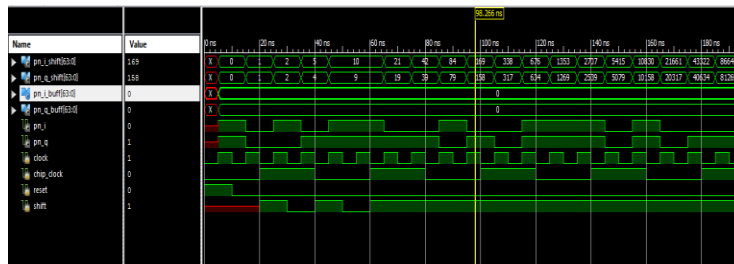 98.266 ns
Name Value 0 ns 20 ns 40 ns 60 ns 80 ns 100 ns 120 ns 140 ns 160 ns 180 ns
pn_i_shift[63:0] 169 X 0 1 2 5 10 21 42 84 169 338 676 1353 2707 5415 10830 21661 43322 8664
pn_q_shift[63:0] 158 X 0 1 2 4 9 19 39 79 158 317 634 1269 2539 5079 10158 20317 40634 8126
pn_i_buff[63:0] 0 X 0
pn_q_buff[63:0] 0 X 0
pn_i 0
pn_q 1
clock 1
chip_clock 0
reset 0
shift 1